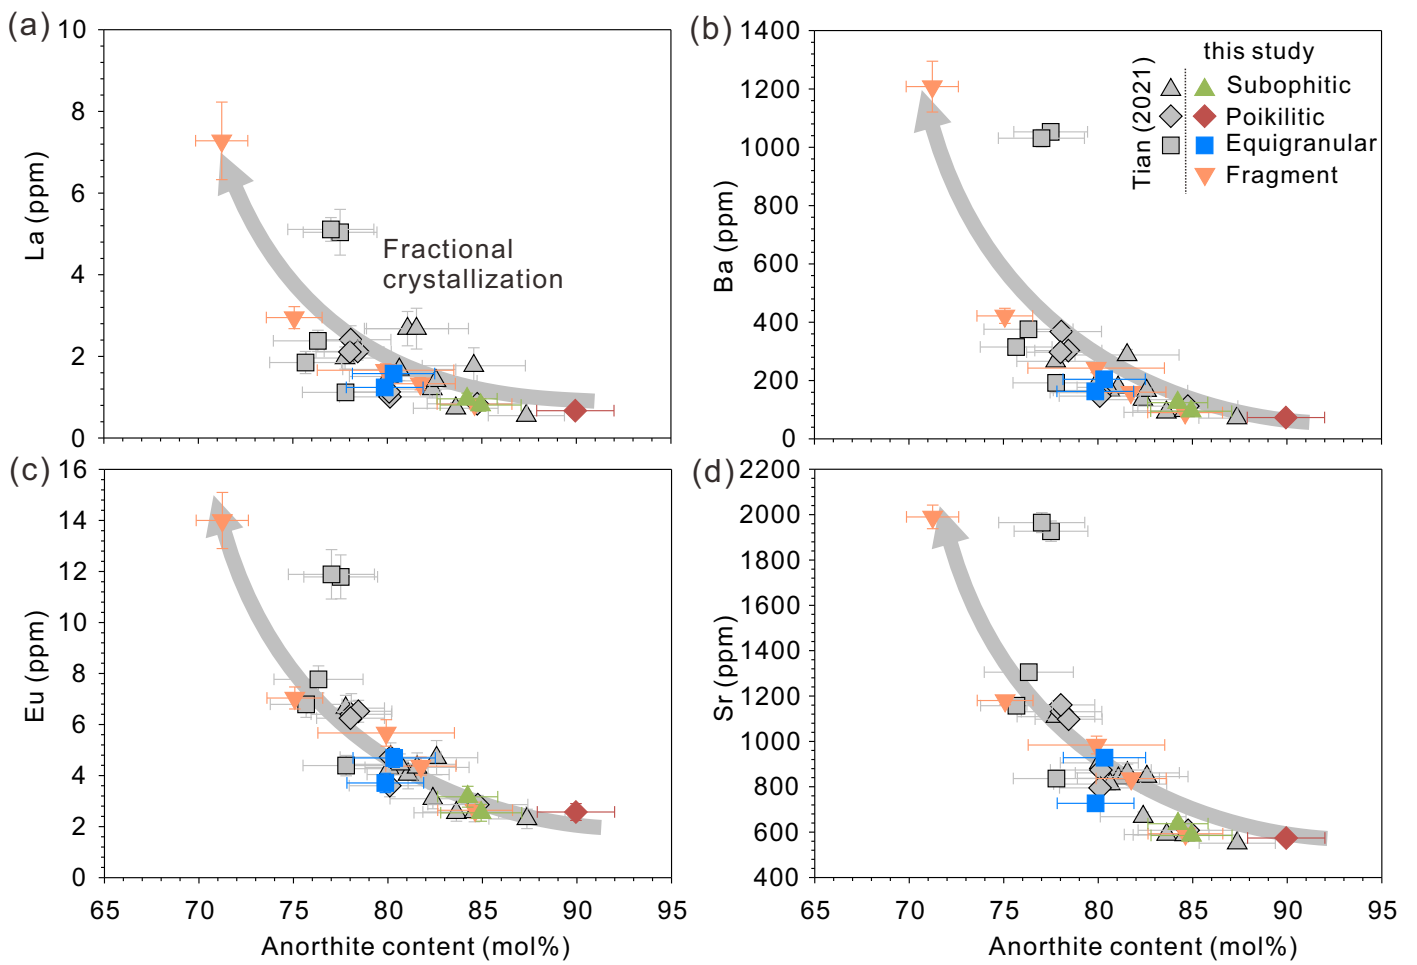 (a)
10
8
6
4
2
0
La (ppm)
Fractional
crystallization
(b)
1400
1200
1000
800
600
400
200
0
Ba (ppm)
this study
Tian (2021)
Subophitic
Poikilitic
Equigranular
Fragment
(c)
16
14
12
10
8
6
4
2
0
Eu (ppm)
65 70 75 80 85 90 95
Anorthite content (mol%)
(d)
2200
2000
1800
1600
1400
1200
1000
800
600
400
Sr (ppm)
65 70 75 80 85 90 95
Anorthite content (mol%)